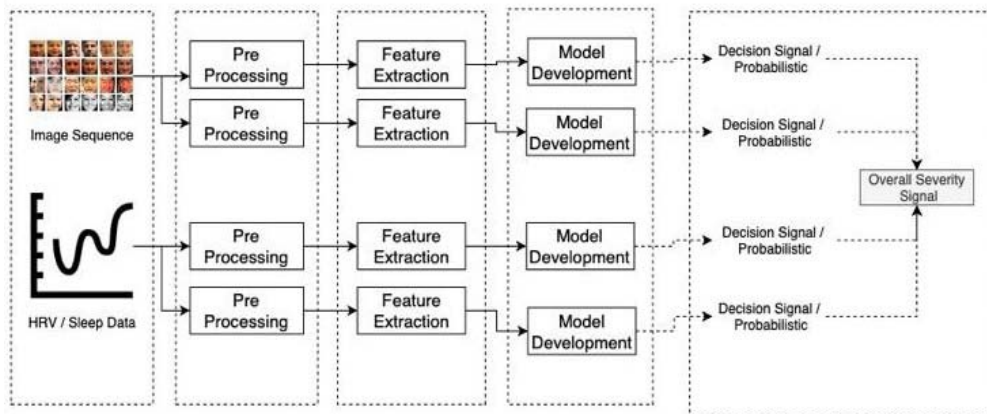 Image Sequence
Pre
Processing
Feature
Extraction
Model
Development
Decision Signal /
Probabilistic
Pre
Processing
Feature
Extraction
Model
Development
Decision Signal /
Probabilistic
Overall Severity
Signal
HRV / Sleep Data
Pre
Processing
Feature
Extraction
Model
Development
Decision Signal /
Probabilistic
Pre
Processing
Feature
Extraction
Model
Development
Decision Signal /
Probabilistic